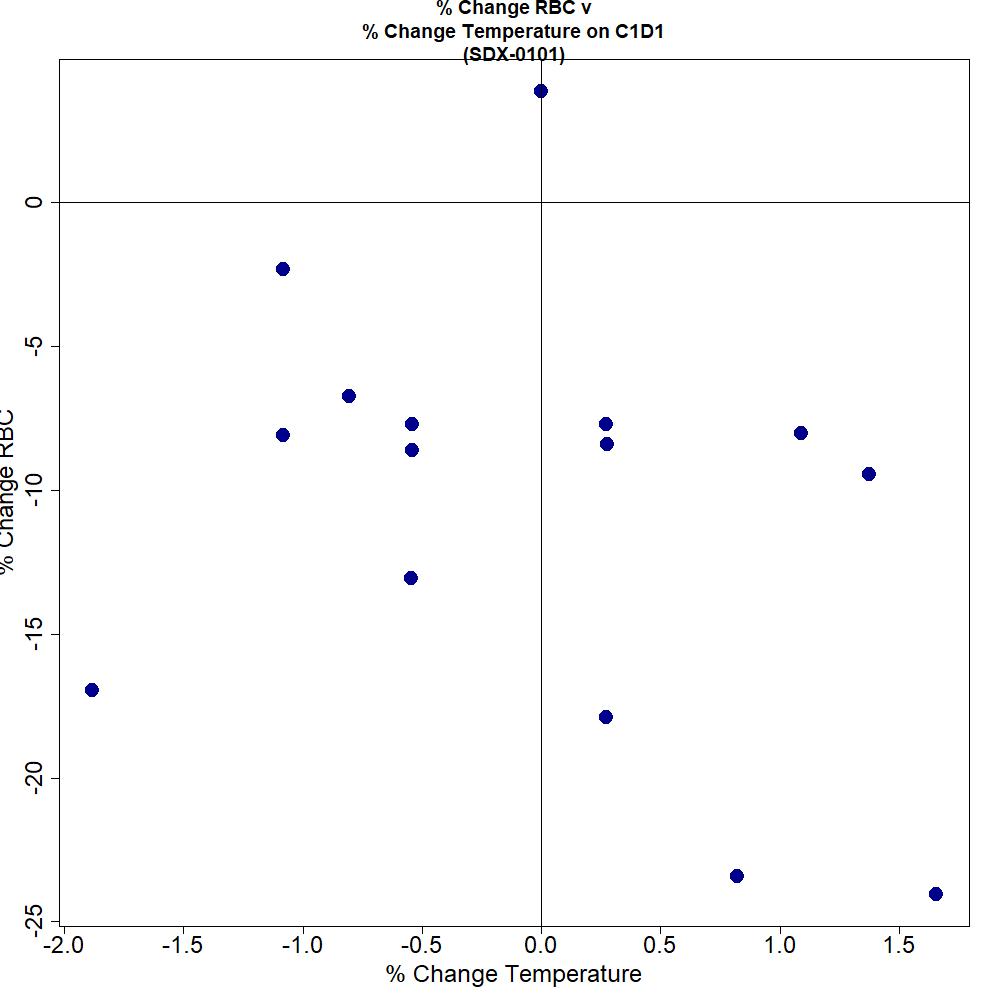 % Change RBC v
% Change Temperature on C1D1
(SDX-0101)
% Change RBC
0
-5
-10
-15
-20
-25
-2.0 -1.5 -1.0 -0.5 0.0 0.5 1.0 1.5
% Change Temperature